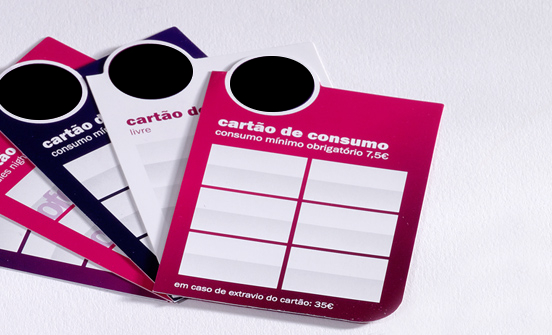 cartão de consumo
consumo mínimo obrigatório 7,5€
em caso de extravio do cartão: 35€
cartão de
livre
cartão
consumo